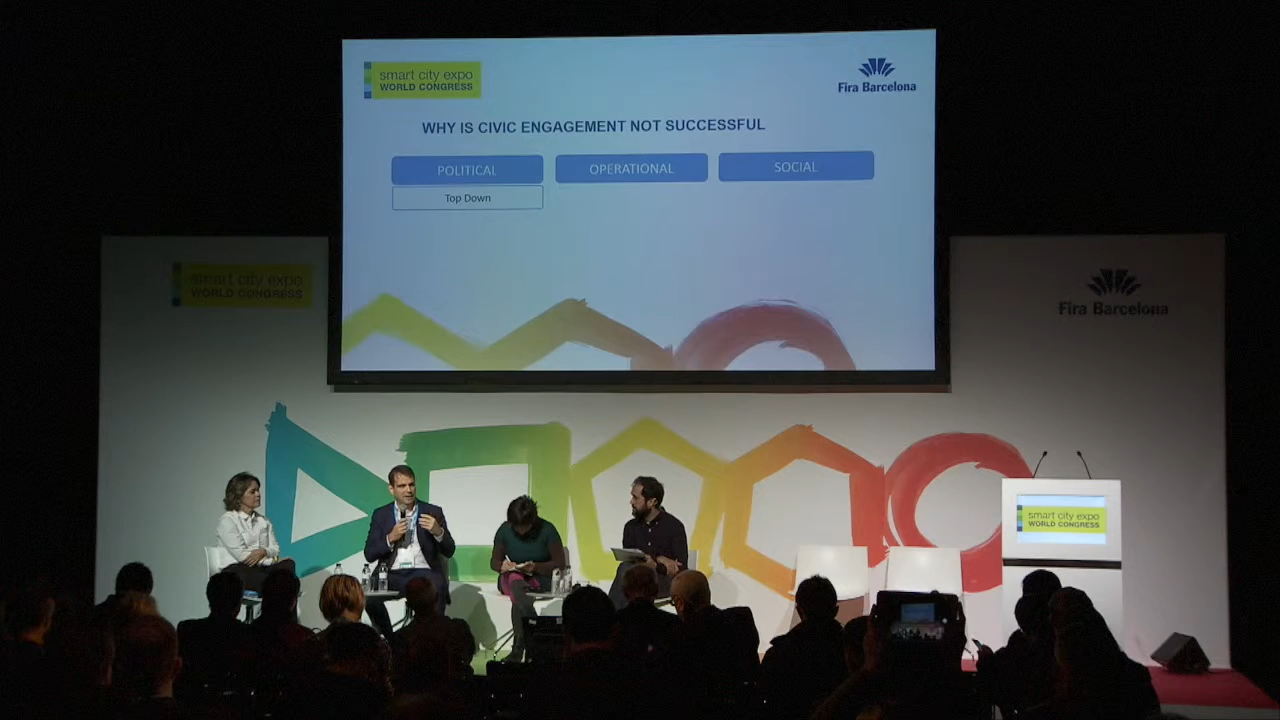 smart city expo
WORLD CONGRESS
Fira Barcelona
WHY IS CIVIC ENGAGEMENT NOT SUCCESSFUL
POLITICAL
OPERATIONAL
SOCIAL
Top Down
smart city expo
WORLD CONGRESS
Fira Barcelona
smart city expo
WORLD CONGRESS